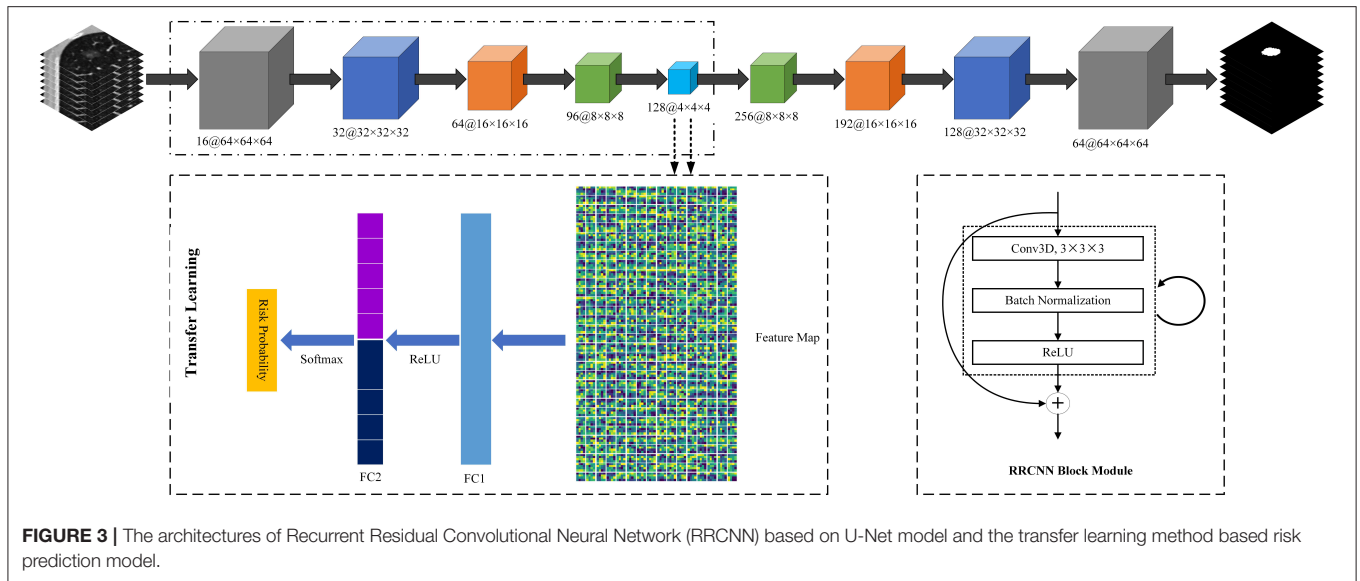 16@64×64×64
32@32×32×32
64@16×16×16
96@8×8×8
128@4×4×4
256@8×8×8
192@16×16×16
128@32×32×32
64@64×64×64
Transfer Learning
Risk Probability
Softmax
FC2
ReLU
FC1
Feature Map
Conv3D, 3×3×3
Batch Normalization
ReLU
+
RRCNN Block Module
FIGURE 3 | The architectures of Recurrent Residual Convolutional Neural Network (RRCNN) based on U-Net model and the transfer learning method based risk
prediction model.